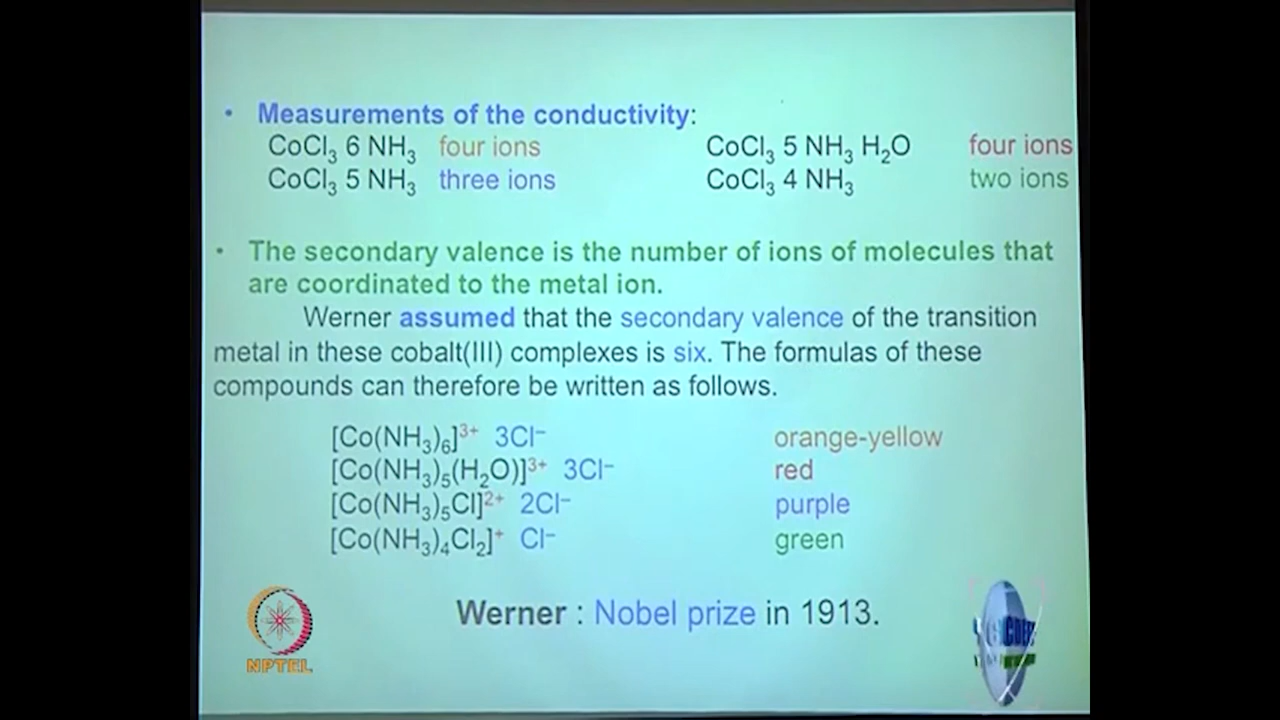 • Measurements of the conductivity:
CoCl₃ 6 NH₃ four ions CoCl₃ 5 NH₃ H₂O four ions
CoCl₃ 5 NH₃ three ions CoCl₃ 4 NH₃ two ions
• The secondary valence is the number of ions of molecules that
are coordinated to the metal ion.
Werner assumed that the secondary valence of the transition
metal in these cobalt(III) complexes is six. The formulas of these
compounds can therefore be written as follows.
[Co(NH₃)₆]³⁺ 3Cl⁻ orange-yellow
[Co(NH₃)₅(H₂O)]³⁺ 3Cl⁻ red
[Co(NH₃)₅Cl]²⁺ 2Cl⁻ purple
[Co(NH₃)₄Cl₂]⁺ Cl⁻ green
Werner : Nobel prize in 1913.
NPTEL